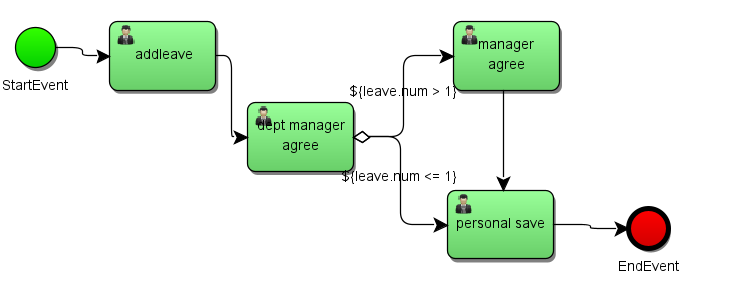 StartEvent
addleave
dept manager
agree
${leave.num > 1}
manager
agree
${leave.num <= 1}
personal save
EndEvent